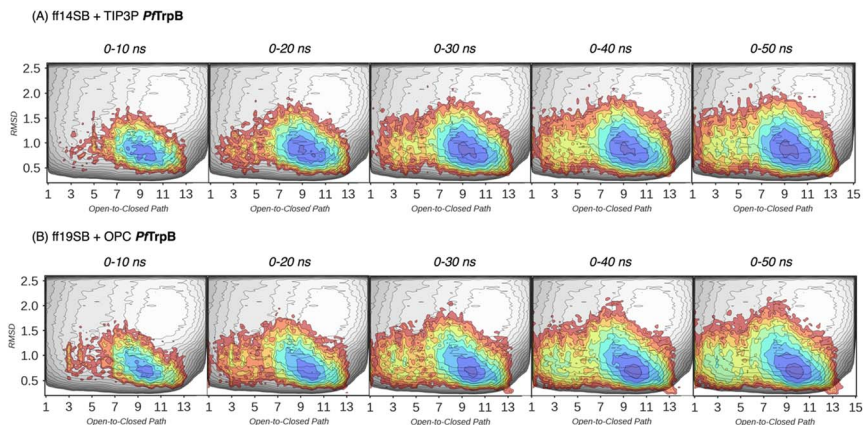 (A) ff14SB + TIP3P PfTrpB
0-10 ns 0-20 ns 0-30 ns 0-40 ns 0-50 ns
2.5
2.0
1.5
1.0
0.5
RMSD
1 3 5 7 9 11 13 1 3 5 7 9 11 13 1 3 5 7 9 11 13 1 3 5 7 9 11 13 1 3 5 7 9 11 13 15
Open-to-Closed Path Open-to-Closed Path Open-to-Closed Path Open-to-Closed Path Open-to-Closed Path
(B) ff19SB + OPC PfTrpB
0-10 ns 0-20 ns 0-30 ns 0-40 ns 0-50 ns
2.5
2.0
1.5
1.0
0.5
RMSD
1 3 5 7 9 11 13 1 3 5 7 9 11 13 1 3 5 7 9 11 13 1 3 5 7 9 11 13 1 3 5 7 9 11 13 15
Open-to-Closed Path Open-to-Closed Path Open-to-Closed Path Open-to-Closed Path Open-to-Closed Path